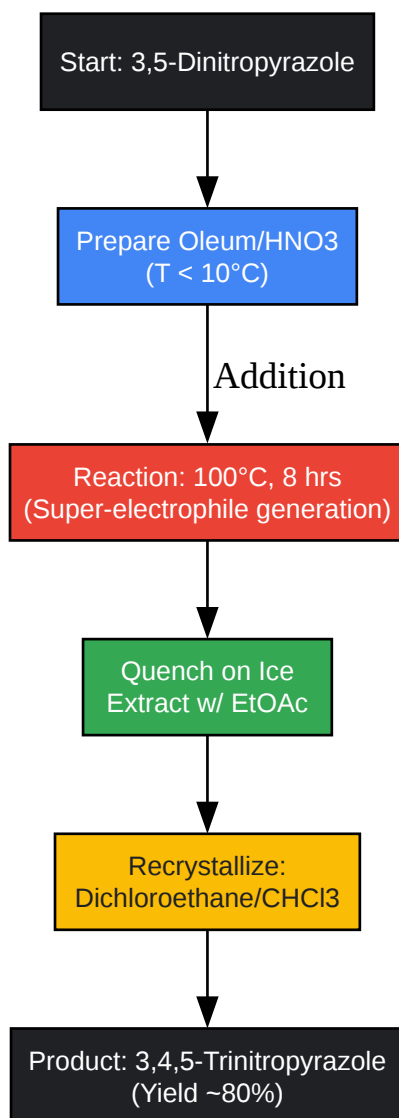 Start: 3,5-Dinitropyrazole
Prepare Oleum/HNO3
(T < 10°C)
Addition
Reaction: 100°C, 8 hrs
(Super-electrophile generation)
Quench on Ice
Extract w/ EtOAc
Recrystallize:
Dichloroethane/CHCl3
Product: 3,4,5-Trinitropyrazole
(Yield ~80%)